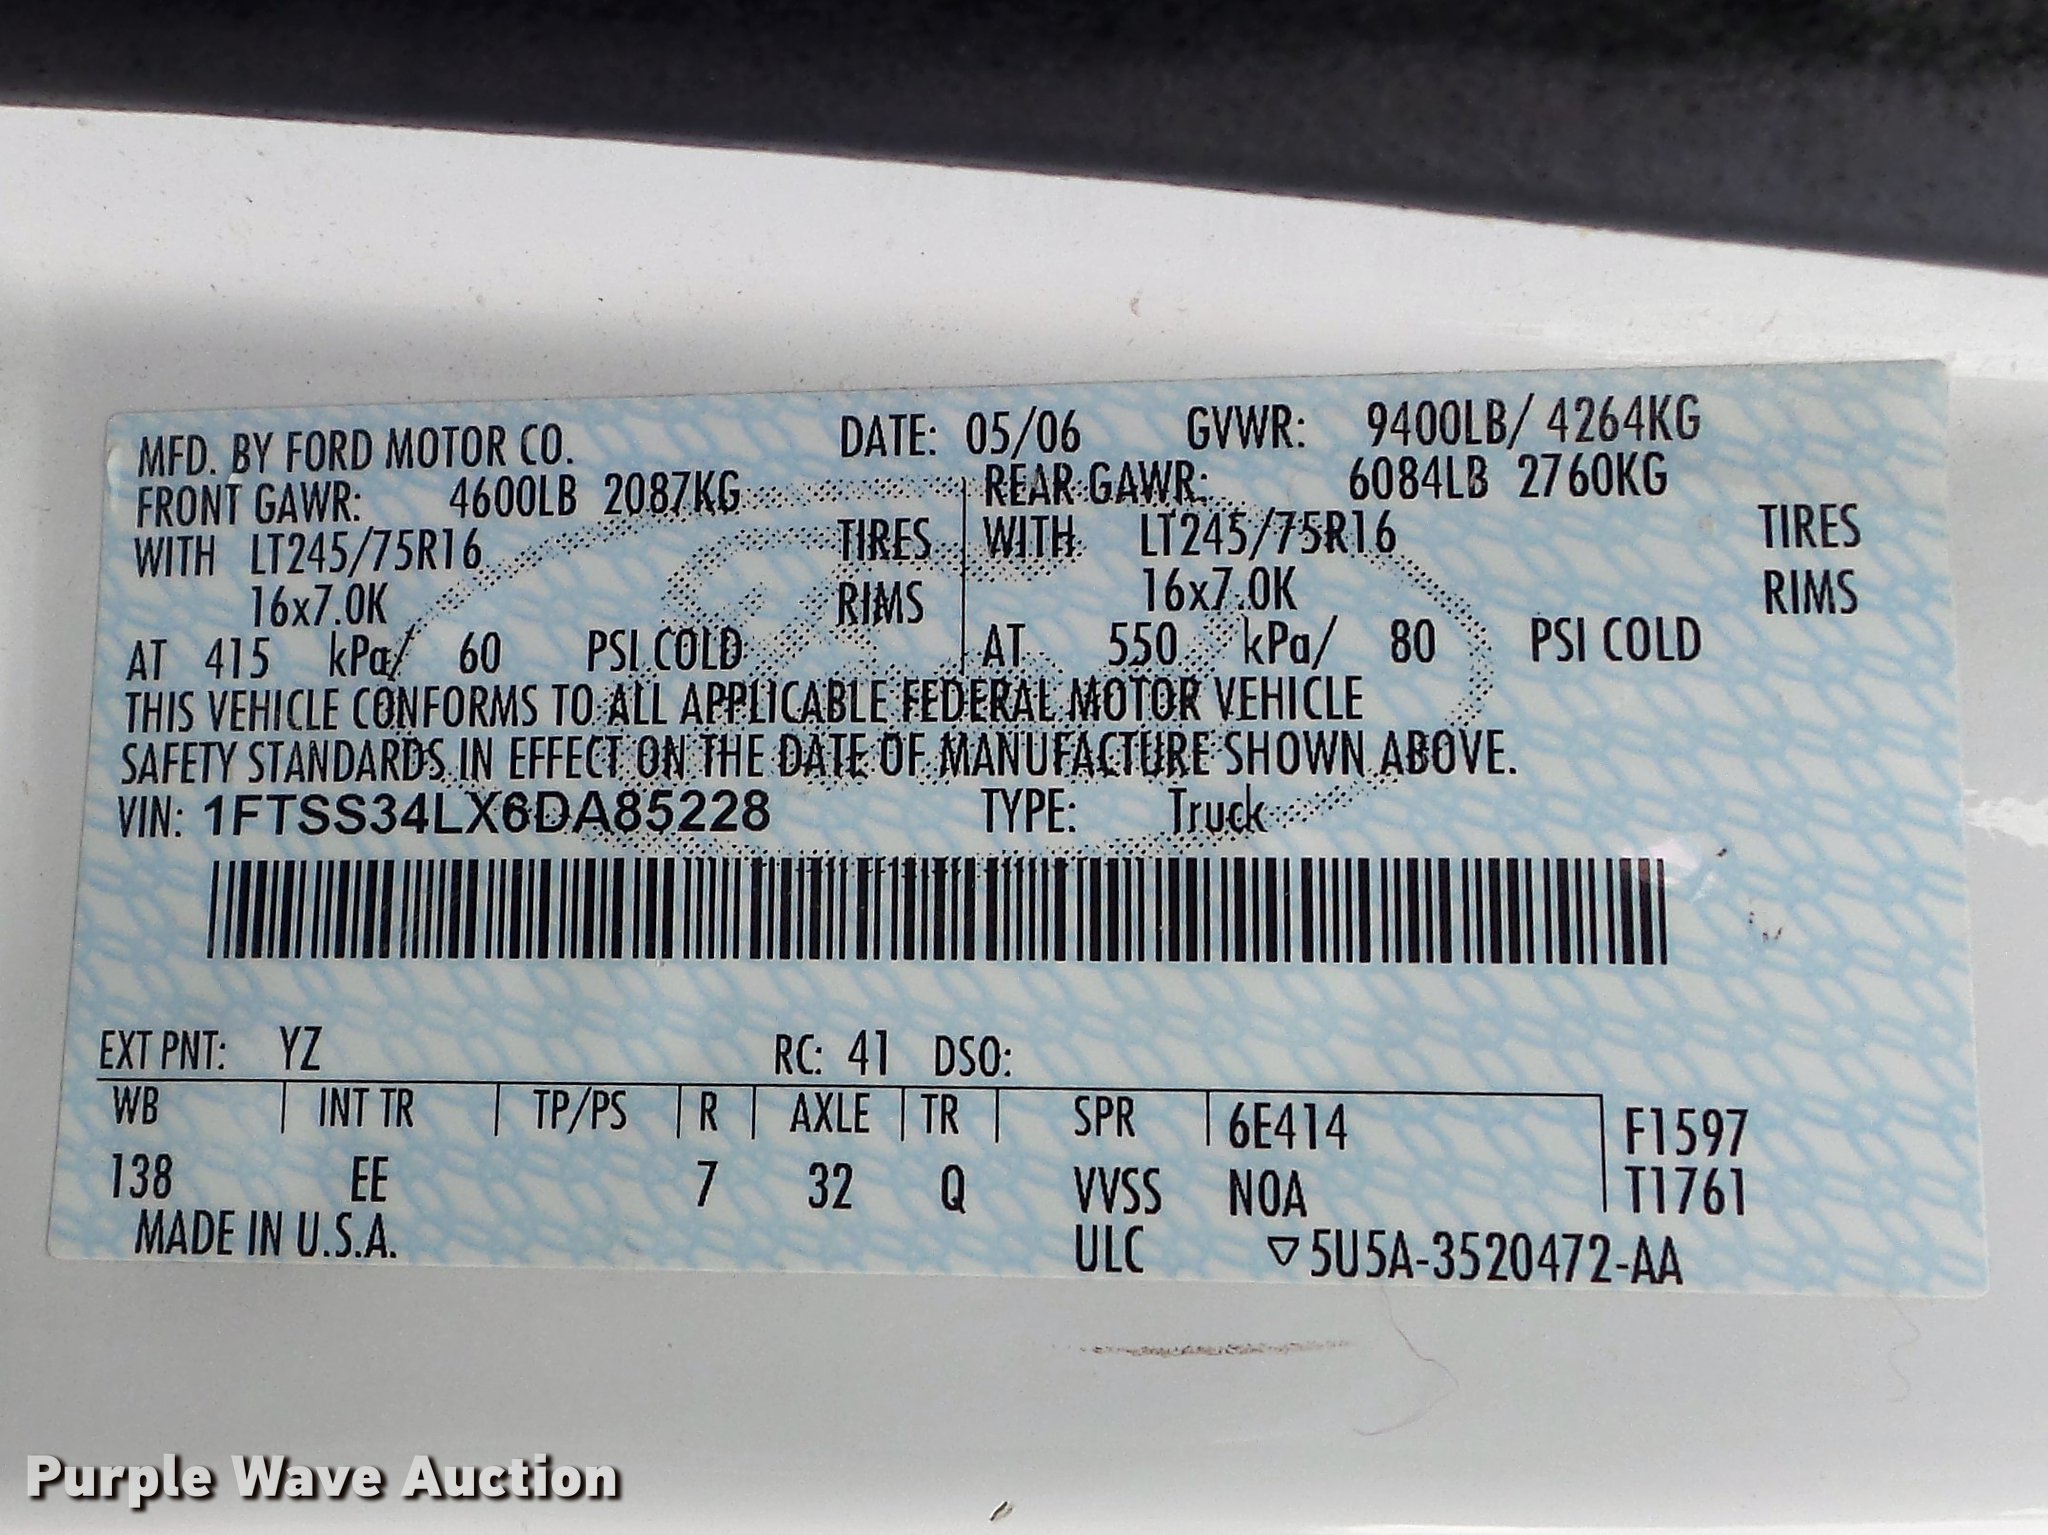 MFD. BY FORD MOTOR CO. DATE: 05/06 GVWR: 9400LB/ 4264KG
FRONT GAWR: 4600LB 2087KG REAR GAWR: 6084LB 2760KG
WITH LT245/75R16 TIRES WITH LT245/75R16 TIRES
16x7.0K RIMS 16x7.0K RIMS
AT 415 kPa/ 60 PSI COLD AT 550 kPa/ 80 PSI COLD
THIS VEHICLE CONFORMS TO ALL APPLICABLE FEDERAL MOTOR VEHICLE
SAFETY STANDARDS IN EFFECT ON THE DATE OF MANUFACTURE SHOWN ABOVE.
VIN: 1FTSS34LX6DA85228 TYPE: Truck
EXT PNT: YZ RC: 41 DSO:
WB INT TR TP/PS R AXLE TR SPR 6E414 F1597
138 EE 7 32 Q VVSS NOA T1761
MADE IN U.S.A. ULC ▽5U5A-3520472-AA
Purple Wave Auction